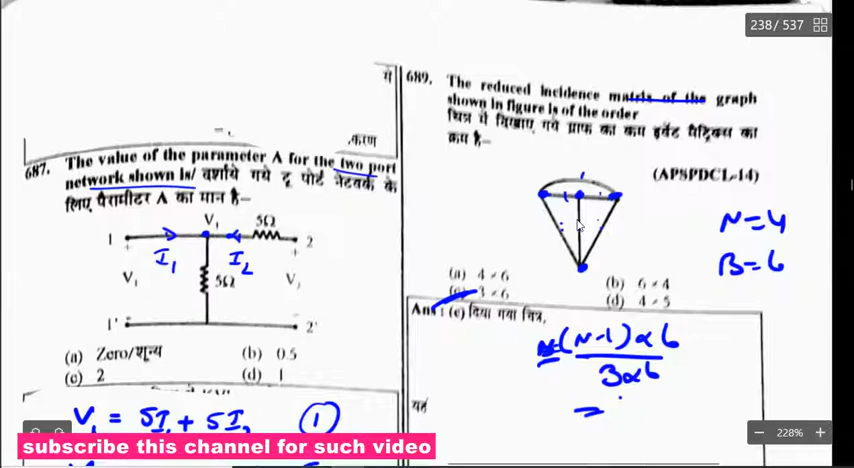 238/537
687. The value of the parameter A for the two port
network shown is/ दर्शाये गये टू पोर्ट नेटवर्क के
लिए पैरामीटर A का मान है–
V₁
5Ω
1
2
I₁
I₂
V₁
5Ω
1'
2'
(a) Zero/शून्य
(b) 0.5
(c) 2
(d) 1
V₁ = 5I₁ + 5I₂ ①
689. The reduced incidence matrix of the graph
shown in figure is of the order
चित्र में दिखाए गये ग्राफ का
है–
(APSPDCL-14)
N=4
B=6
(a) 4 × 6
(b) 6 × 4
(c) 3 × 6
(d) 4 × 5
Ans : (c) दिया गया चित्र,
(N-1) × 6
3×6
=
यहां
228%
subscribe this channel for such video